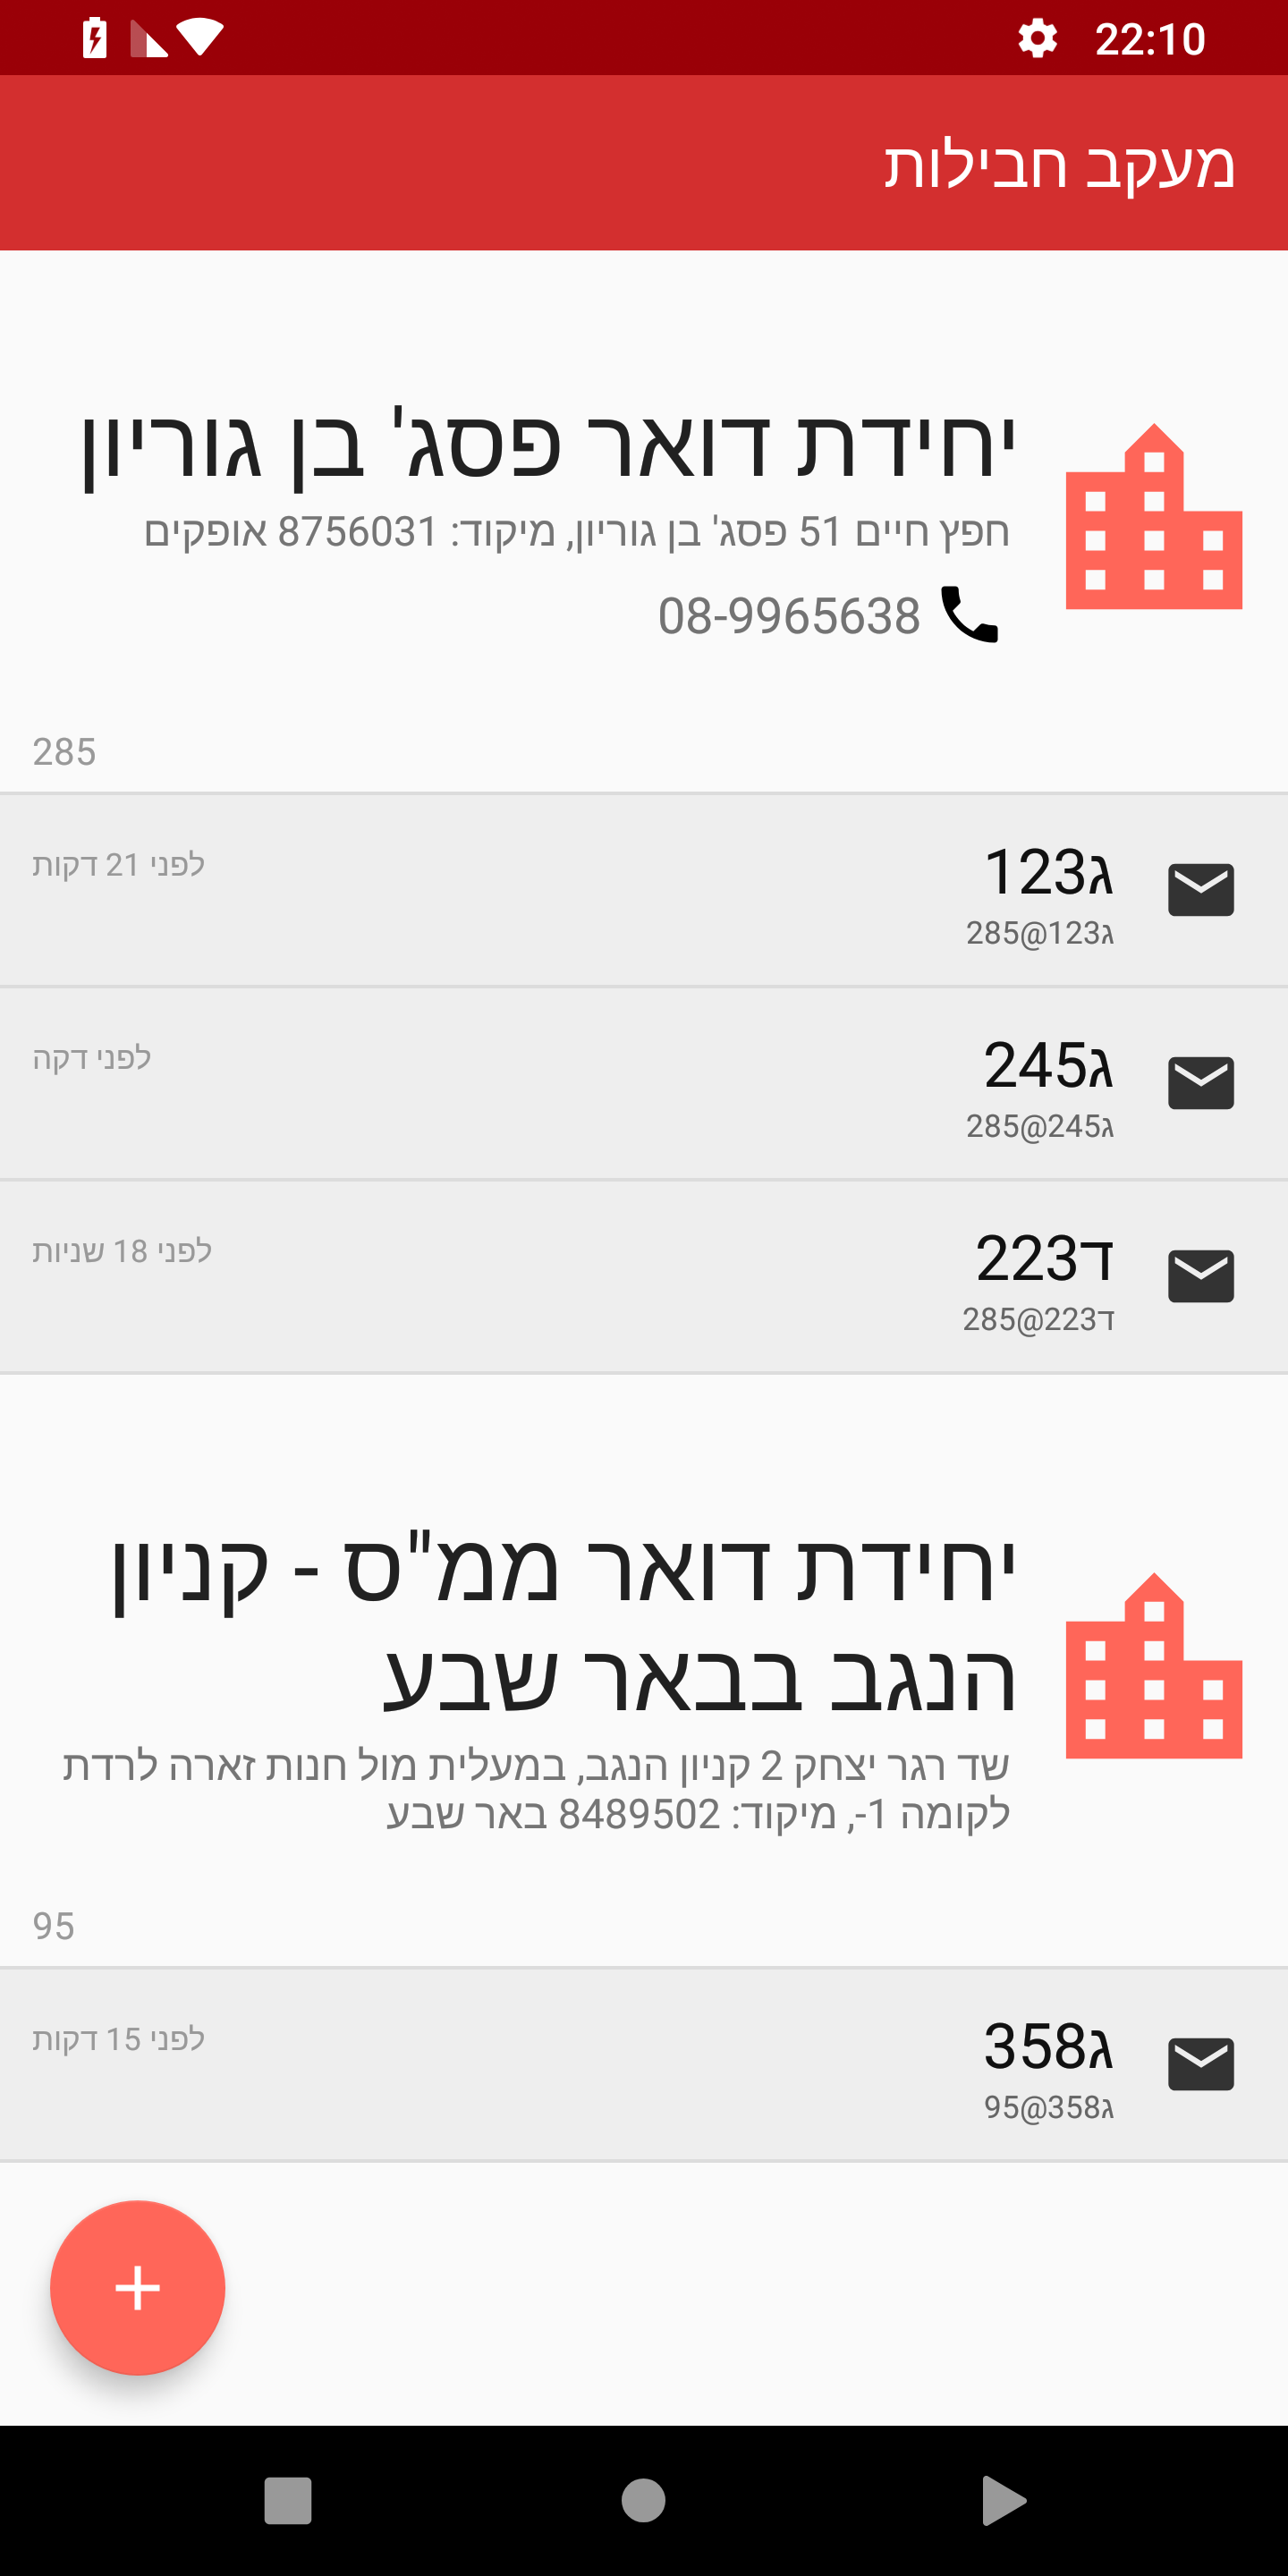 22:10
מעקב חבילות
יחידת דואר פסג' בן גוריון
חפץ חיים 51 פסג' בן גוריון, מיקוד: 8756031 אופקים
08-9965638
285
ג123
לפני 21 דקות
ג123@285
ג245
לפני דקה
ג245@285
ד223
לפני 18 שניות
ד223@285
יחידת דואר ממ"ס - קניון
הנגב בבאר שבע
שד רגר יצחק 2 קניון הנגב, במעלית מול חנות זארה לרדת
לקומה 1-, מיקוד: 8489502 באר שבע
95
ג358
לפני 15 דקות
ג358@95